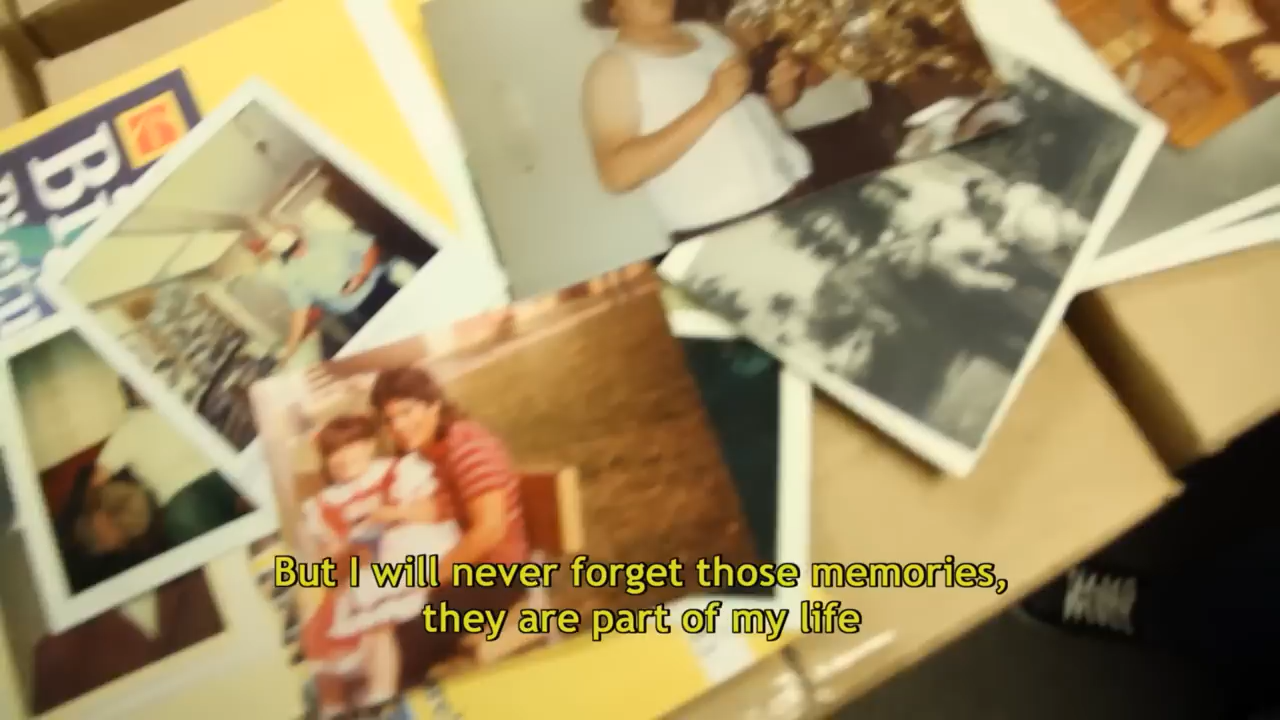 But I will never forget those memories,
they are part of my life